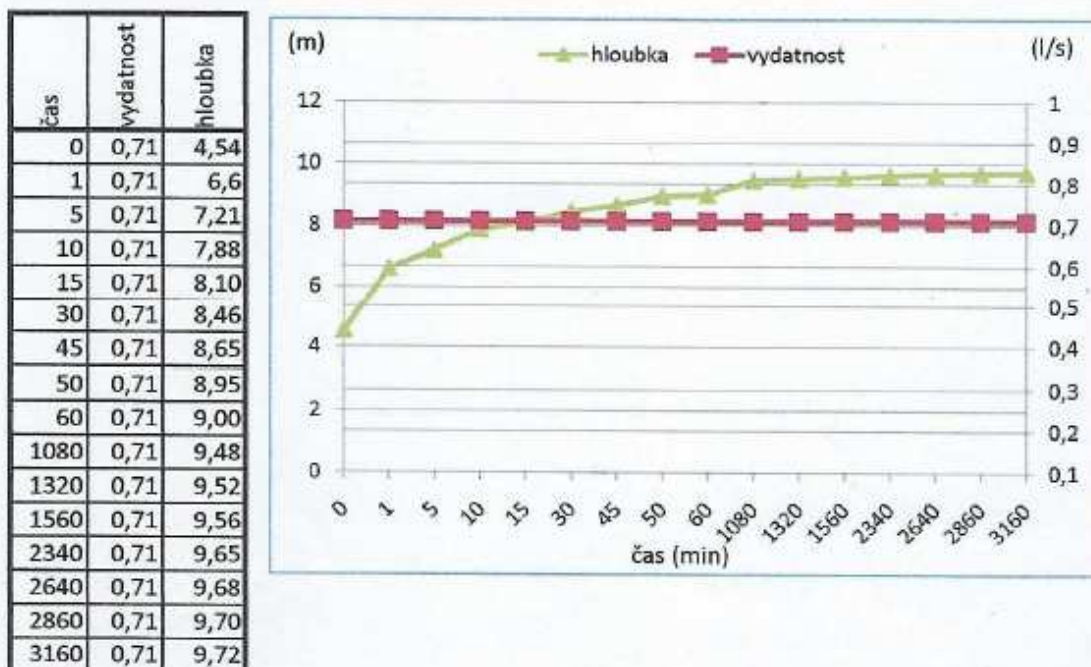 čas vydatnost hloubka
0 0,71 4,54
1 0,71 6,6
5 0,71 7,21
10 0,71 7,88
15 0,71 8,10
30 0,71 8,46
45 0,71 8,65
50 0,71 8,95
60 0,71 9,00
1080 0,71 9,48
1320 0,71 9,52
1560 0,71 9,56
2340 0,71 9,65
2640 0,71 9,68
2860 0,71 9,70
3160 0,71 9,72
(m) (l/s)
hloubka vydatnost
12
10
8
6
4
2
0
1
0,9
0,8
0,7
0,6
0,5
0,4
0,3
0,2
0,1
0 1 5 10 15 30 45 50 60 1080 1320 1560 2340 2640 2860 3160
čas (min)